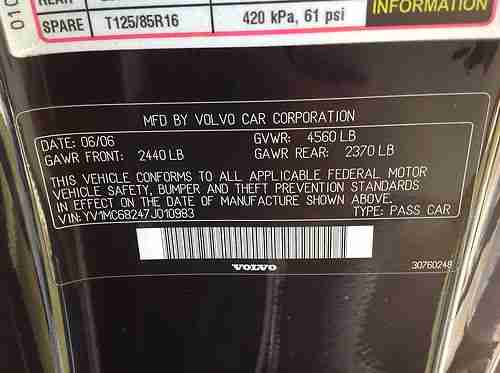 SPARE T125/85R16 420 kPa, 61 psi
INFORMATION
MFD BY VOLVO CAR CORPORATION
DATE: 06/06 GVWR: 4560 LB
GAWR FRONT: 2440 LB GAWR REAR: 2370 LB
THIS VEHICLE CONFORMS TO ALL APPLICABLE FEDERAL MOTOR
VEHICLE SAFETY, BUMPER AND THEFT PREVENTION STANDARDS
IN EFFECT ON THE DATE OF MANUFACTURE SHOWN ABOVE.
VIN: YV1MC68247J010983 TYPE: PASS CAR
VOLVO
30760248